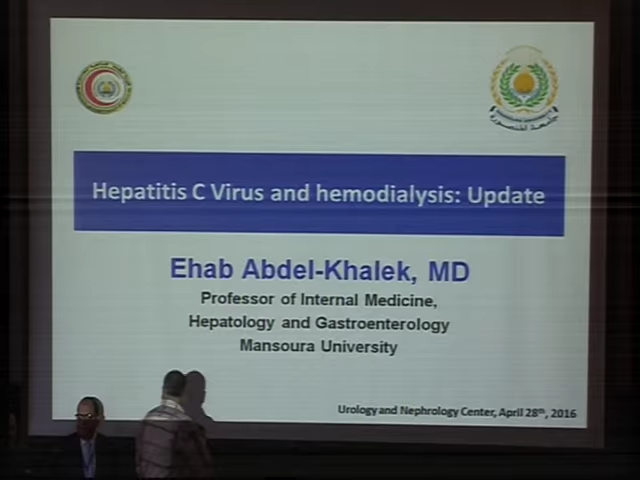 Hepatitis C Virus and hemodialysis: Update
Ehab Abdel-Khalek, MD
Professor of Internal Medicine,
Hepatology and Gastroenterology
Mansoura University
Urology and Nephrology Center, April 28th, 2016